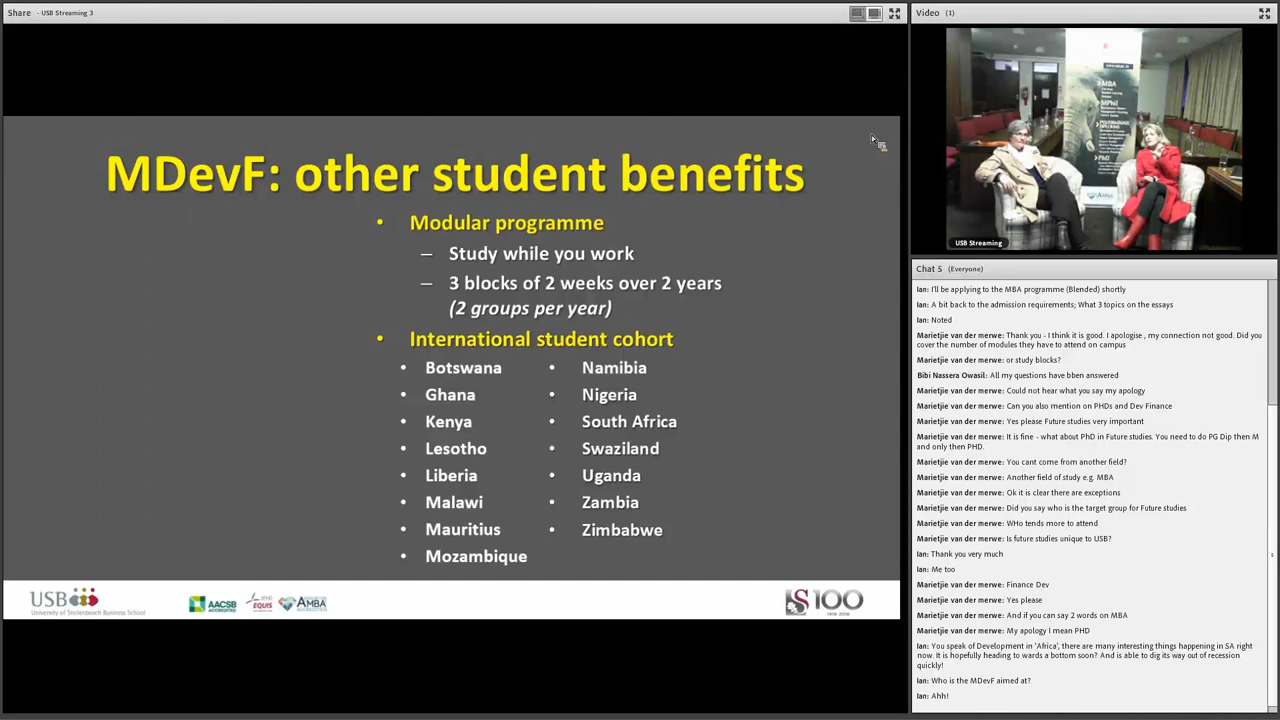 Share - USB Streaming 3
MDevF: other student benefits
• Modular programme
– Study while you work
– 3 blocks of 2 weeks over 2 years
(2 groups per year)
• International student cohort
• Botswana
• Ghana
• Kenya
• Lesotho
• Liberia
• Malawi
• Mauritius
• Mozambique
• Namibia
• Nigeria
• South Africa
• Swaziland
• Uganda
• Zambia
• Zimbabwe
USB
University of Stellenbosch Business School
AACSB
ACCREDITED
EQUIS
AMBA
ACCREDITED
100
1918 - 2018
Video (1)
MBA
MPhil
USB Streaming
Chat 5 (Everyone)
Ian: I'll be applying to the MBA programme (Blended) shortly
Ian: A bit back to the admission requirements; What 3 topics on the essays
Ian: Noted
Marietjie van der merwe: Thank you - I think it is good. I apologise , my connection not good. Did you
cover the number of modules they have to attend on campus
Marietjie van der merwe: or study blocks?
Bibi Nassera Owasil: All my questions have bben answered
Marietjie van der merwe: Could not hear what you say my apology
Marietjie van der merwe: Can you also mention on PHDs and Dev Finance
Marietjie van der merwe: Yes please Future studies very important
Marietjie van der merwe: It is fine - what about PhD in Future studies. You need to do PG Dip then M
and only then PHD.
Marietjie van der merwe: You cant come from another field?
Marietjie van der merwe: Another field of study e.g. MBA
Marietjie van der merwe: Ok it is clear there are exceptions
Marietjie van der merwe: Did you say who is the target group for Future studies
Marietjie van der merwe: WHo tends more to attend
Marietjie van der merwe: Is future studies unique to USB?
Ian: Thank you very much
Ian: Me too
Marietjie van der merwe: Finance Dev
Marietjie van der merwe: Yes please
Marietjie van der merwe: And if you can say 2 words on MBA
Marietjie van der merwe: My apology I mean PHD
Ian: You speak of Development in 'Africa', there are many interesting things happening in SA right
now. It is hopefully heading to wards a bottom soon? And is able to dig its way out of recession
quickly!
Ian: Who is the MDevF aimed at?
Ian: Ahh!